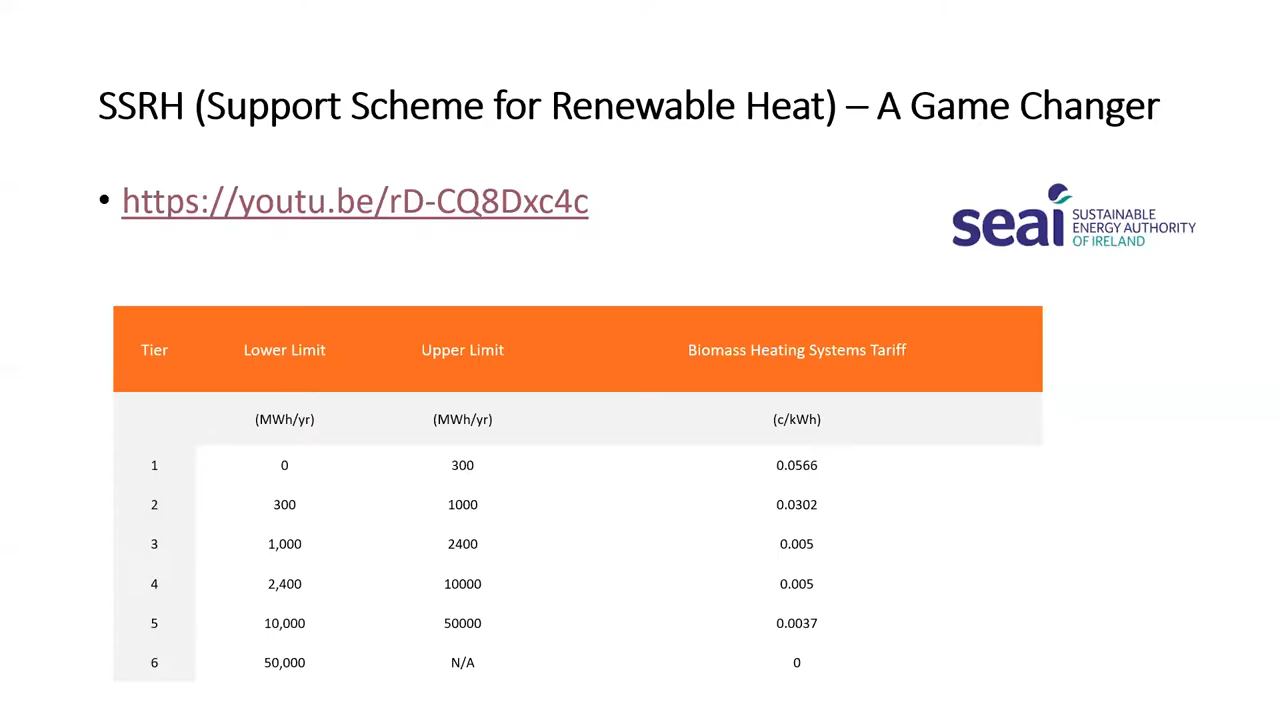 SSRH (Support Scheme for Renewable Heat) – A Game Changer
• https://youtu.be/rD-CQ8Dxc4c
seai SUSTAINABLE
ENERGY AUTHORITY
OF IRELAND
Tier Lower Limit Upper Limit Biomass Heating Systems Tariff
(MWh/yr) (MWh/yr) (c/kWh)
1 0 300 0.0566
2 300 1000 0.0302
3 1,000 2400 0.005
4 2,400 10000 0.005
5 10,000 50000 0.0037
6 50,000 N/A 0